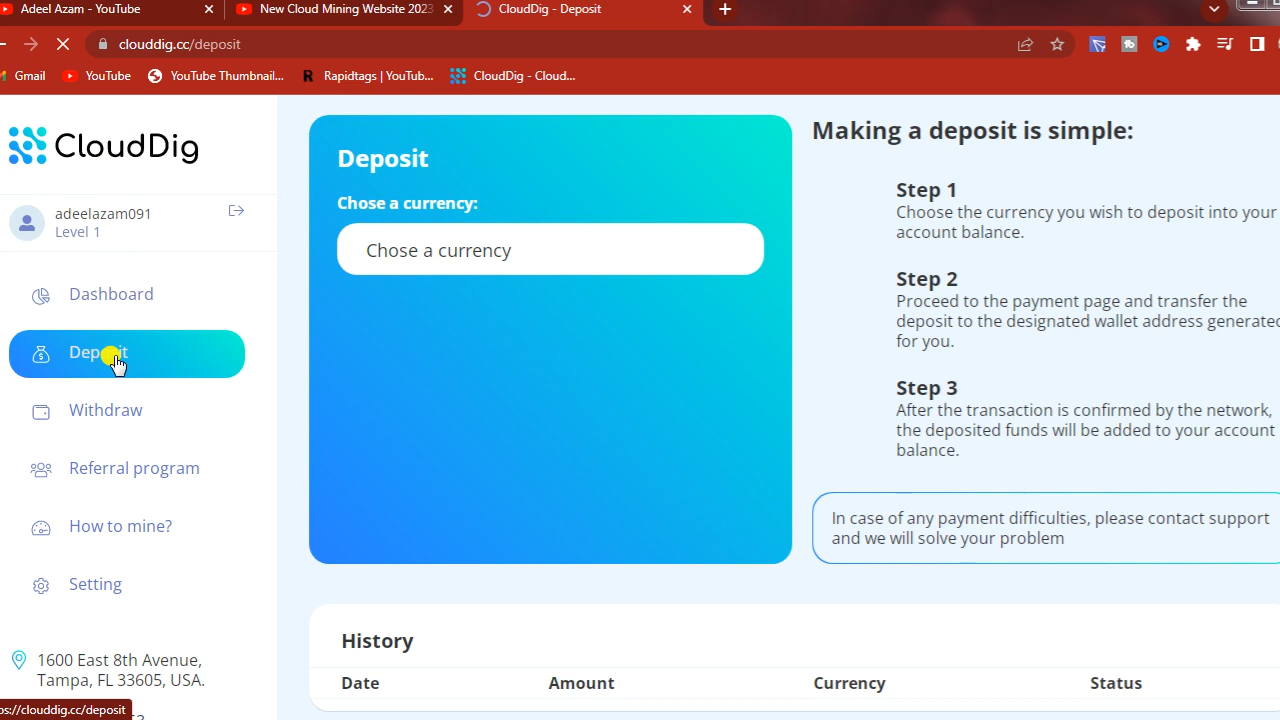 Adeel Azam - YouTube
New Cloud Mining Website 2023
CloudDig - Deposit
clouddig.cc/deposit
Gmail
YouTube
YouTube Thumbnail...
Rapidtags | YouTub...
CloudDig - Cloud...
CloudDig
adeelazam091
Level 1
Dashboard
Deposit
Withdraw
Referral program
How to mine?
Setting
1600 East 8th Avenue,
Tampa, FL 33605, USA.
ps://clouddig.cc/deposit
Deposit
Chose a currency:
Chose a currency
Making a deposit is simple:
Step 1
Choose the currency you wish to deposit into your
account balance.
Step 2
Proceed to the payment page and transfer the
deposit to the designated wallet address generated
for you.
Step 3
After the transaction is confirmed by the network,
the deposited funds will be added to your account
balance.
In case of any payment difficulties, please contact support
and we will solve your problem
History
Date Amount Currency Status